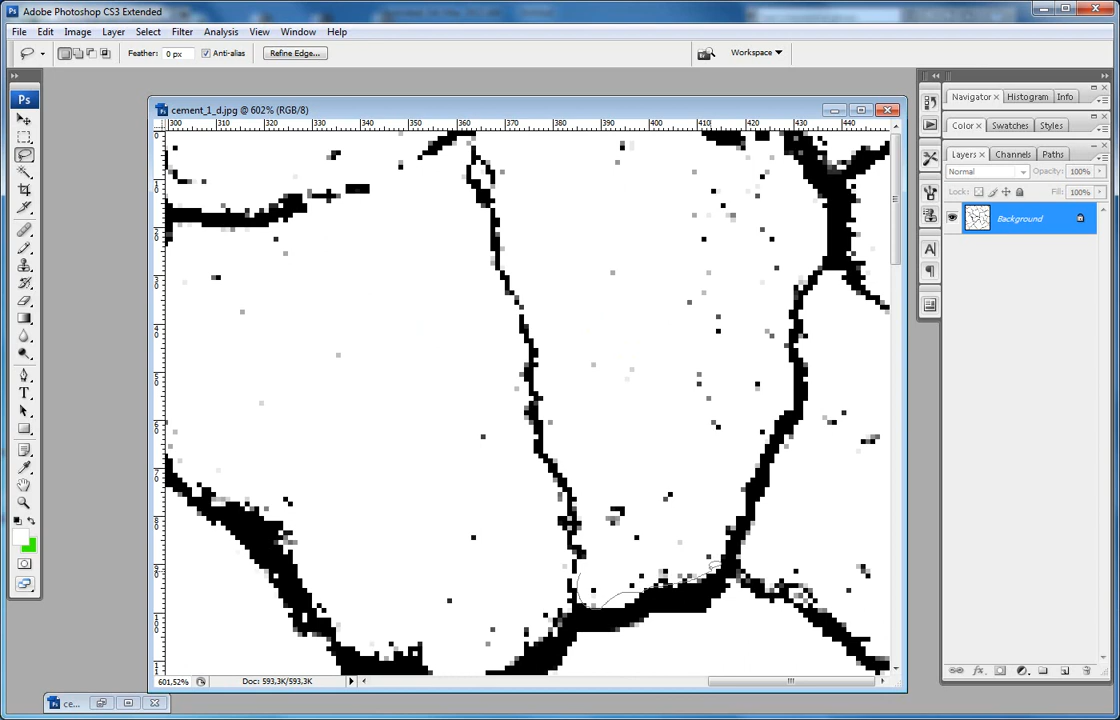 Adobe Photoshop CS3 Extended
File Edit Image Layer Select Filter Analysis View Window Help
Feather: 0 px Anti-alias Refine Edge... Workspace
Ps
cement_1_d.jpg @ 602% (RGB/8)
Navigator Histogram Info
300 310 320 330 340 350 360 370 380 390 400 410 420 430 440
Color Swatches Styles
Layers Channels Paths
Normal Opacity: 100%
Lock: Fill: 100%
Background
601,52% Doc: 593,3K/593,3K
ce...